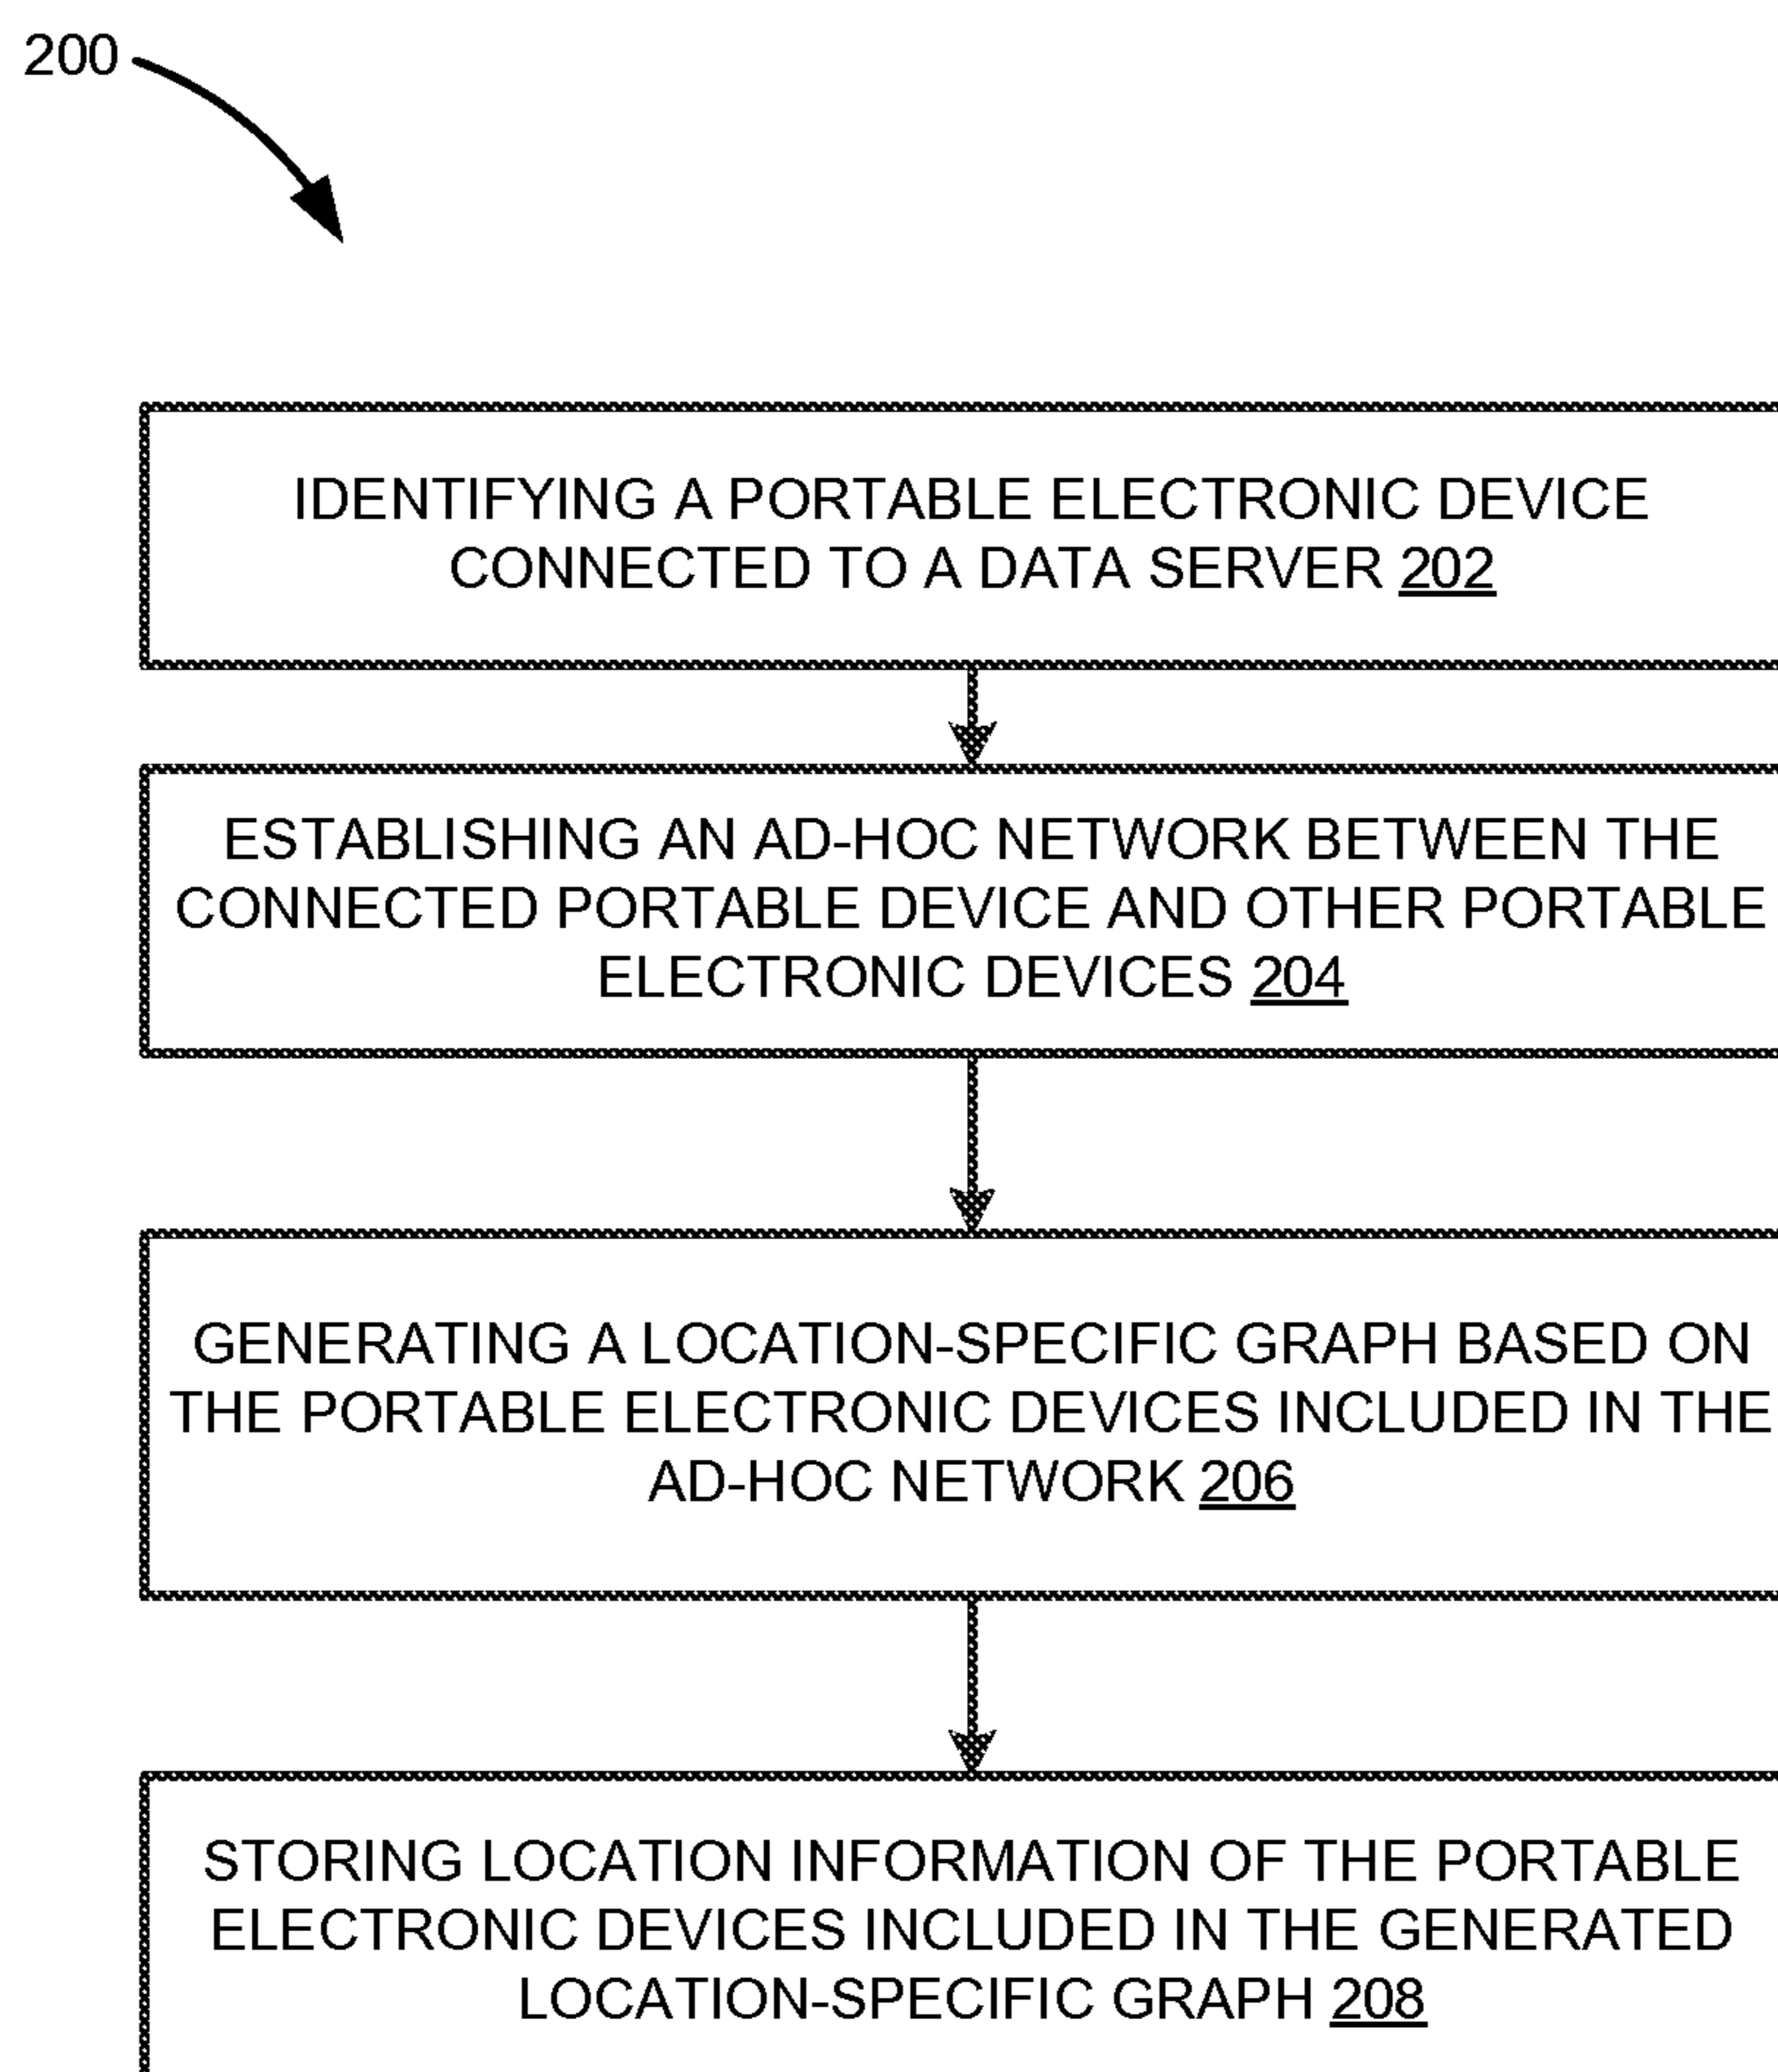 200
IDENTIFYING A PORTABLE ELECTRONIC DEVICE
CONNECTED TO A DATA SERVER 202
ESTABLISHING AN AD-HOC NETWORK BETWEEN THE
CONNECTED PORTABLE DEVICE AND OTHER PORTABLE
ELECTRONIC DEVICES 204
GENERATING A LOCATION-SPECIFIC GRAPH BASED ON
THE PORTABLE ELECTRONIC DEVICES INCLUDED IN THE
AD-HOC NETWORK 206
STORING LOCATION INFORMATION OF THE PORTABLE
ELECTRONIC DEVICES INCLUDED IN THE GENERATED
LOCATION-SPECIFIC GRAPH 208